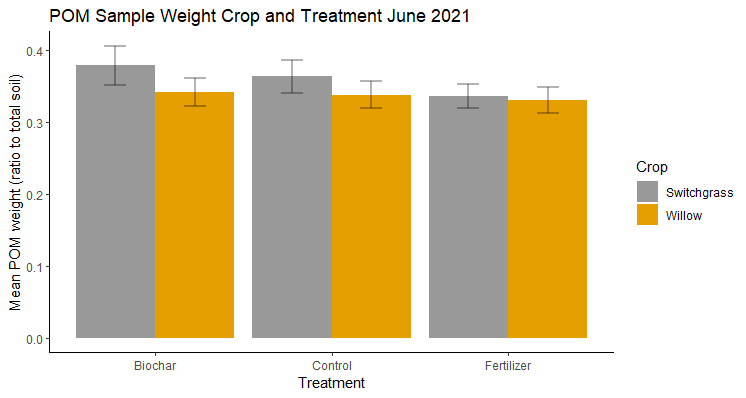 POM Sample Weight Crop and Treatment June 2021
Mean POM weight (ratio to total soil)
0.4
0.3
0.2
0.1
0.0
Biochar
Control
Fertilizer
Treatment
Crop
Switchgrass
Willow